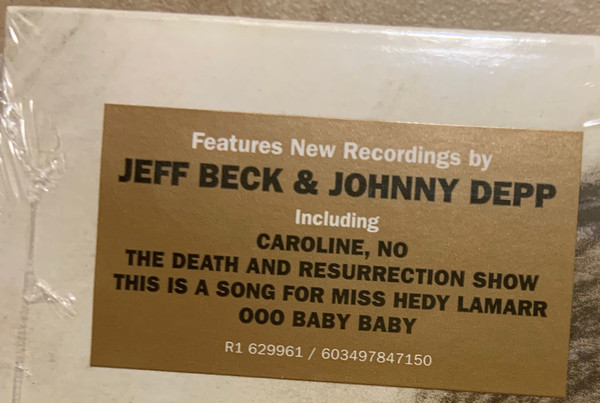 Features New Recordings by
JEFF BECK & JOHNNY DEPP
Including
CAROLINE, NO
THE DEATH AND RESURRECTION SHOW
THIS IS A SONG FOR MISS HEDY LAMARR
OOO BABY BABY
R1 629961 / 603497847150